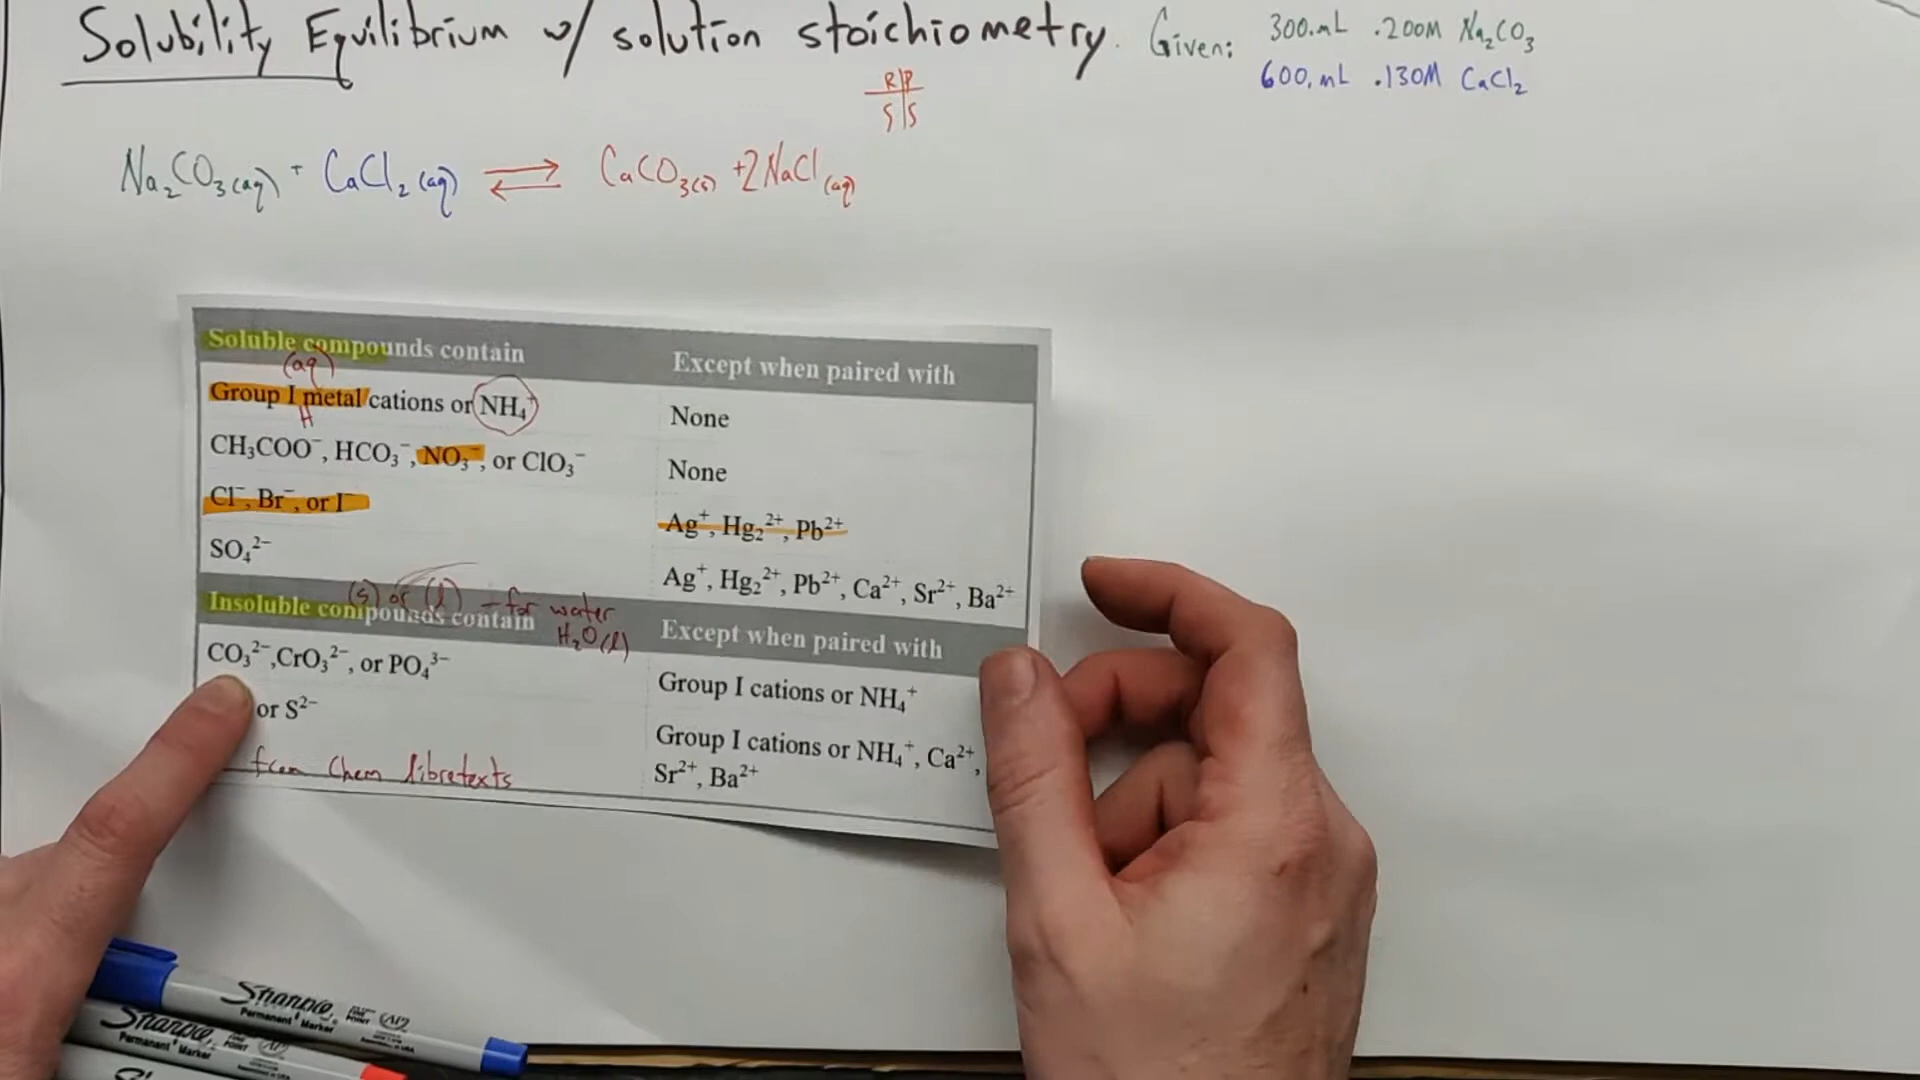 Solubility Equilibrium w/ solution stoichiometry. Given: 300.mL .200M Na₂CO₃
600.mL .130M CaCl₂
R|P
S|S
Na₂CO₃(aq) + CaCl₂(aq) ⇌ CaCO₃(s) + 2NaCl(aq)
Soluble compounds contain Except when paired with
(aq)
Group I metal cations or NH₄⁺ None
H
CH₃COO⁻, HCO₃⁻, NO₃⁻, or ClO₃⁻ None
Cl⁻, Br⁻, or I⁻ Ag⁺, Hg₂²⁺, Pb²⁺
SO₄²⁻ Ag⁺, Hg₂²⁺, Pb²⁺, Ca²⁺, Sr²⁺, Ba²⁺
(s) or (l) - for water
H₂O(l)
Insoluble compounds contain Except when paired with
CO₃²⁻,CrO₃²⁻, or PO₄³⁻ Group I cations or NH₄⁺
or S²⁻ Group I cations or NH₄⁺, Ca²⁺,
Sr²⁺, Ba²⁺
from Chem libretexts
Sharpie
Permanent Marker
Sharpie
Permanent Marker